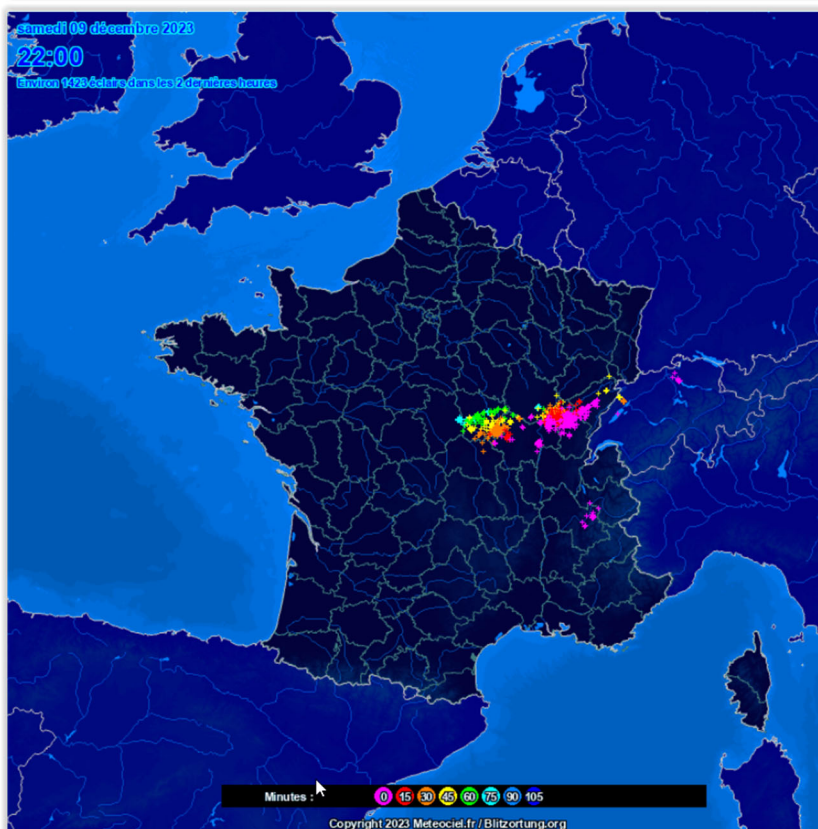 samedi 09 décembre 2023
22:00
Environ 1423 éclairs dans les 2 dernières heures
Minutes : 0 15 30 45 60 75 90 105
Copyright 2023 Meteociel.fr / Blitzortung.org